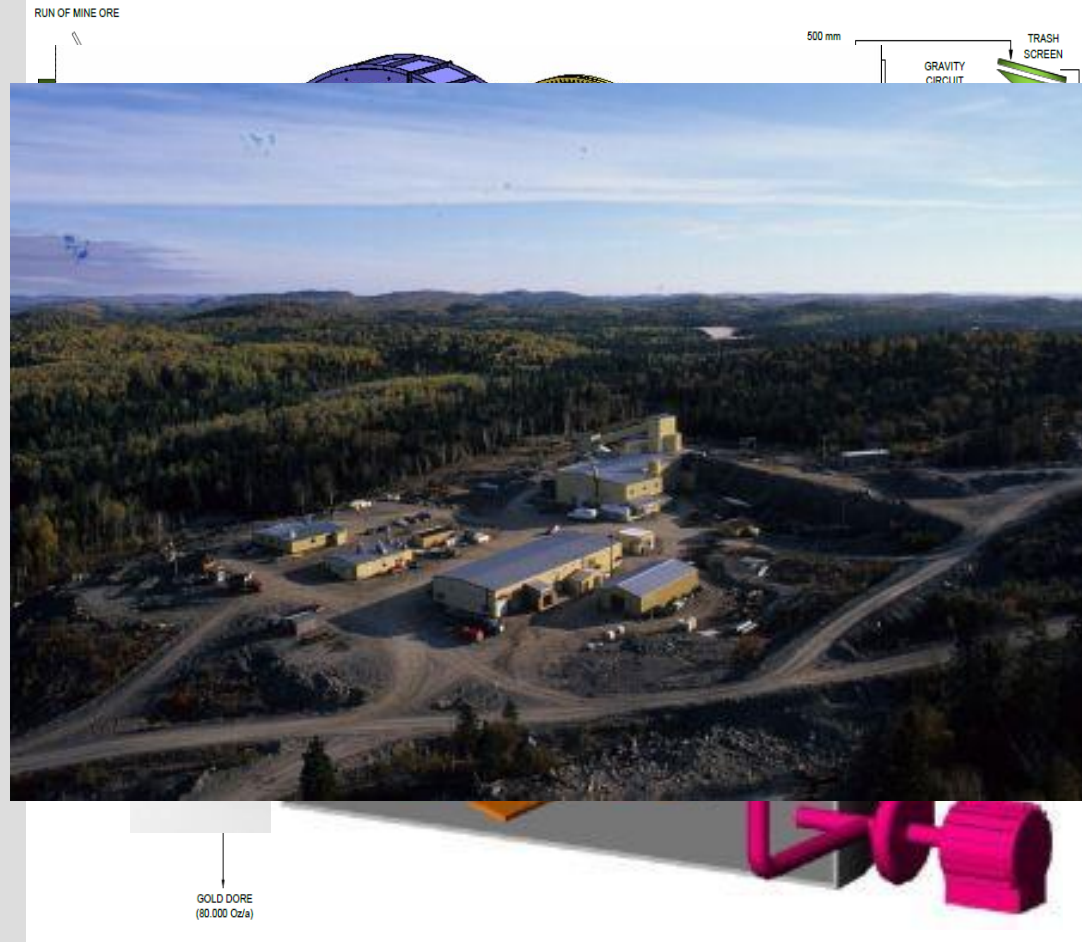 RUN OF MINE ORE
500 mm
TRASH
SCREEN
GRAVITY
CIRCUIT
GOLD DORE
(80.000 Oz/a)